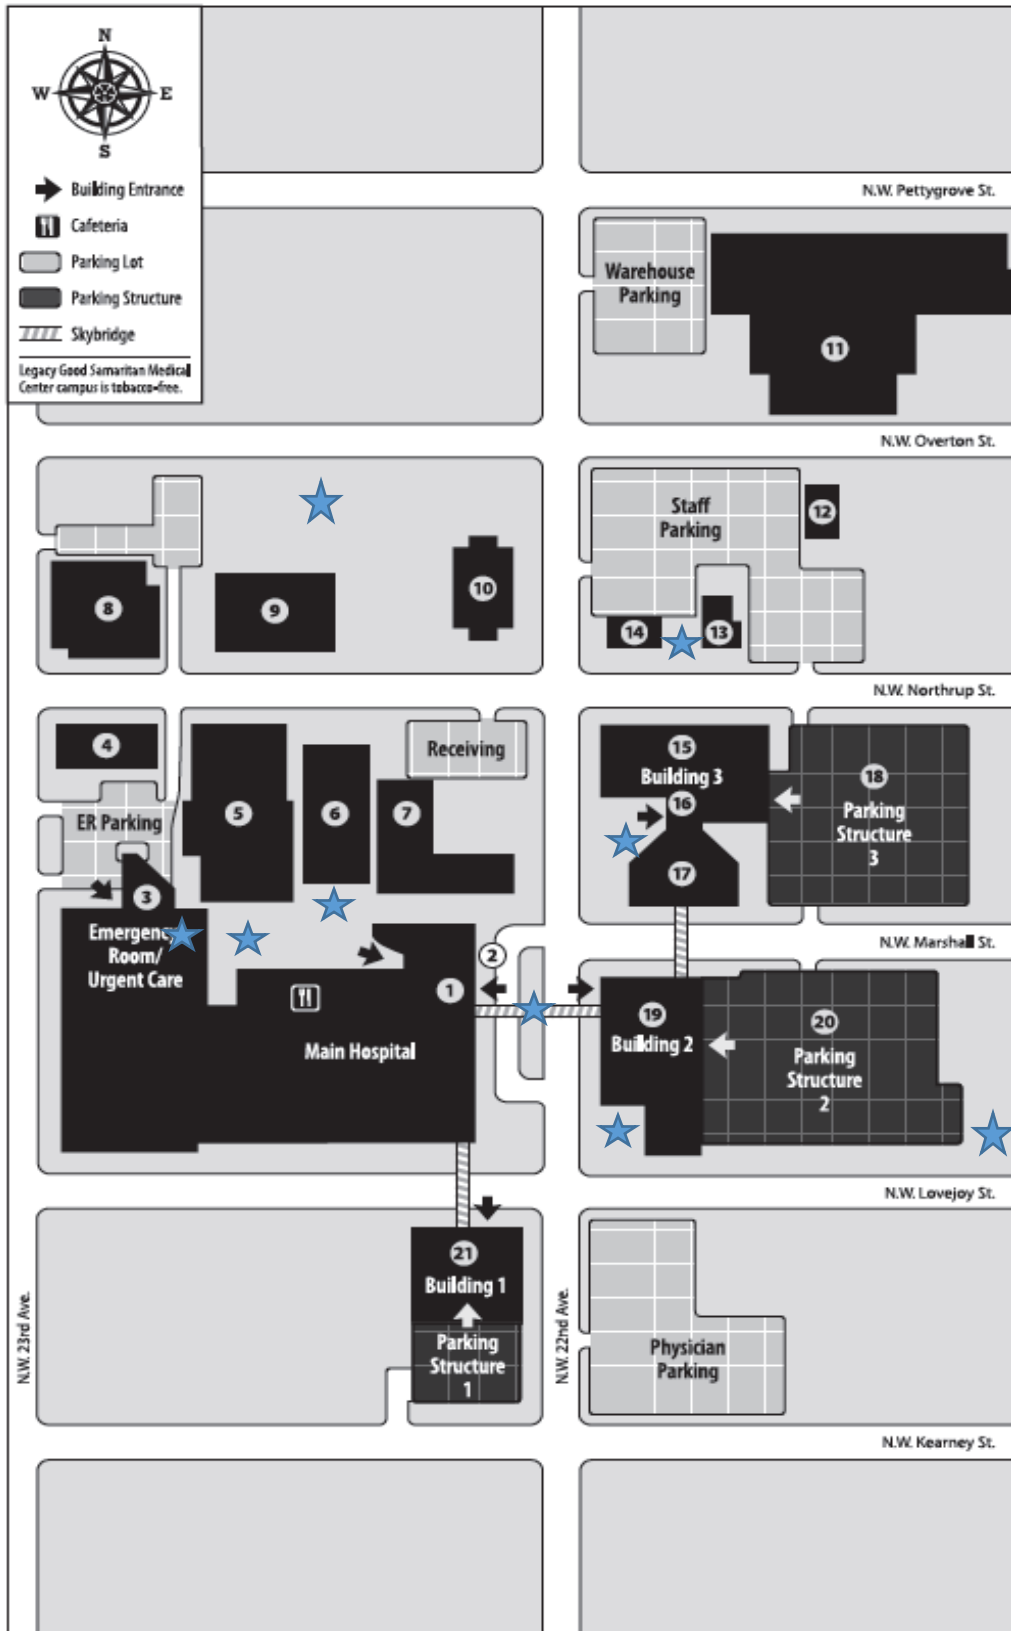 N
W E
S
Building Entrance
Cafeteria
Parking Lot
Parking Structure
Skybridge
Legacy Good Samaritan Medical
Center campus is tobacco-free.
N.W. Pettygrove St.
Warehouse
Parking
11
N.W. Overton St.
Staff
Parking
12
8
9
10
14
13
N.W. Northrup St.
4
ER Parking
5
6
7
Receiving
15
Building 3
16
17
18
Parking
Structure
3
3
Emergency
Room/
Urgent Care
N.W. Marshall St.
2
1
Main Hospital
19
Building 2
20
Parking
Structure
2
N.W. Lovejoy St.
21
Building 1
Parking
Structure
1
N.W. 23rd Ave.
N.W. 22nd Ave.
Physician
Parking
N.W. Kearney St.